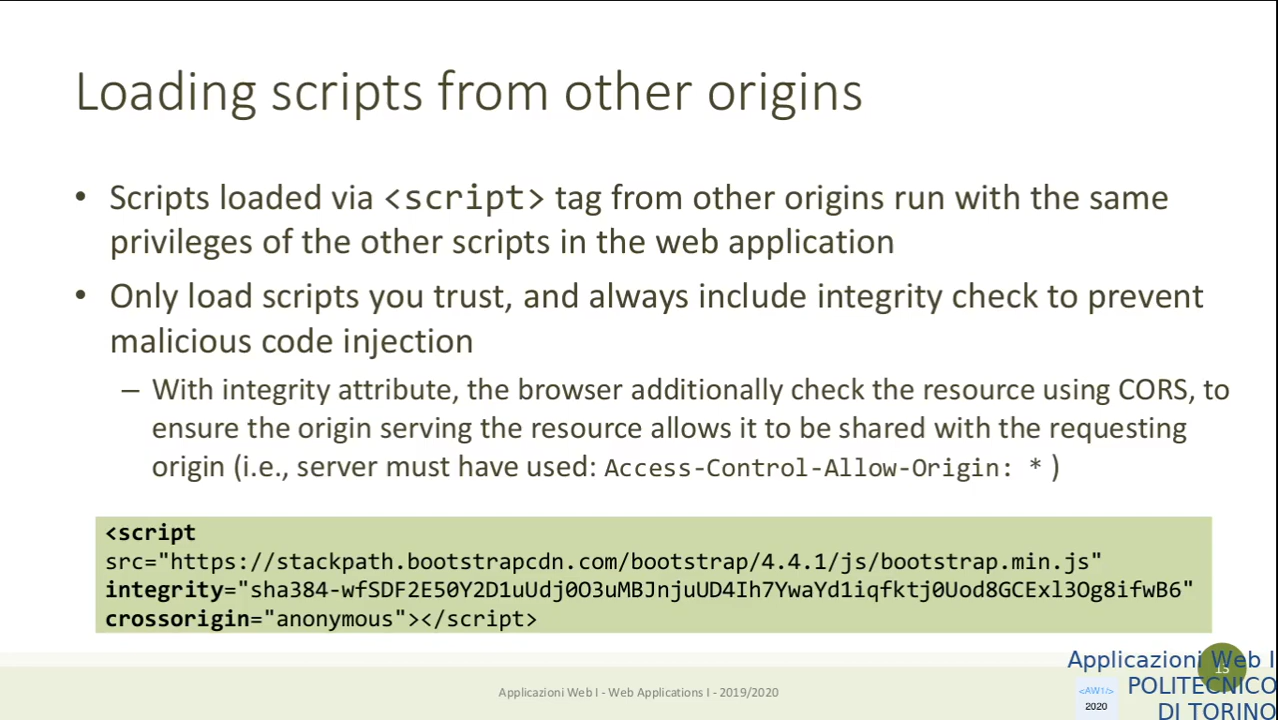 Loading scripts from other origins
• Scripts loaded via <script> tag from other origins run with the same
privileges of the other scripts in the web application
• Only load scripts you trust, and always include integrity check to prevent
malicious code injection
– With integrity attribute, the browser additionally check the resource using CORS, to
ensure the origin serving the resource allows it to be shared with the requesting
origin (i.e., server must have used: Access-Control-Allow-Origin: * )
<script
src="https://stackpath.bootstrapcdn.com/bootstrap/4.4.1/js/bootstrap.min.js"
integrity="sha384-wfSDF2E50Y2D1uUdj0O3uMBJnjuUD4Ih7YwaYd1iqfktj0Uod8GCExl3Og8ifwB6"
crossorigin="anonymous"></script>
Applicazioni Web I - Web Applications I - 2019/2020
13
Applicazioni Web I
POLITECNICO
DI TORINO
<AW1/>
2020